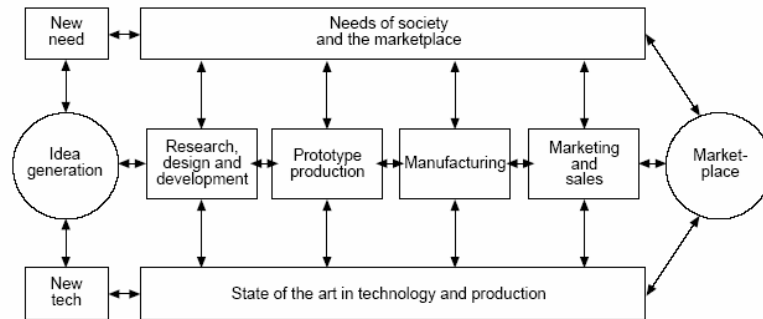 New
need
Needs of society
and the marketplace
Idea
generation
Research,
design and
development
Prototype
production
Manufacturing
Marketing
and
sales
Market-
place
New
tech
State of the art in technology and production